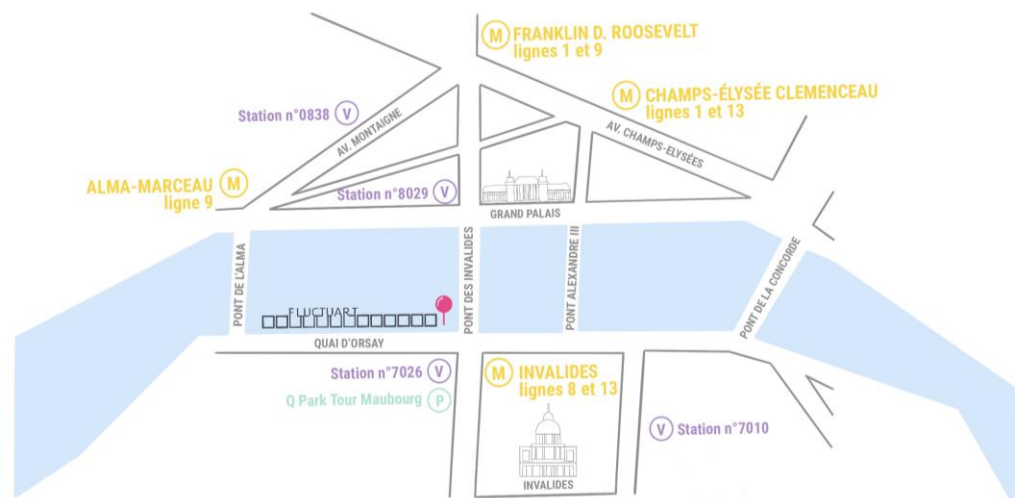 M FRANKLIN D. ROOSEVELT
lignes 1 et 9
M CHAMPS-ÉLYSÉE CLEMENCEAU
lignes 1 et 13
Station n°0838 V
AV. MONTAIGNE
AV. CHAMPS-ELYSÉES
ALMA-MARCEAU M
ligne 9
Station n°8029 V
GRAND PALAIS
PONT DE L'ALMA
PONT DES INVALIDES
PONT ALEXANDRE III
PONT DE LA CONCORDE
FLUCTUART
QUAI D'ORSAY
Station n°7026 V
Q Park Tour Maubourg P
M INVALIDES
lignes 8 et 13
V Station n°7010
INVALIDES